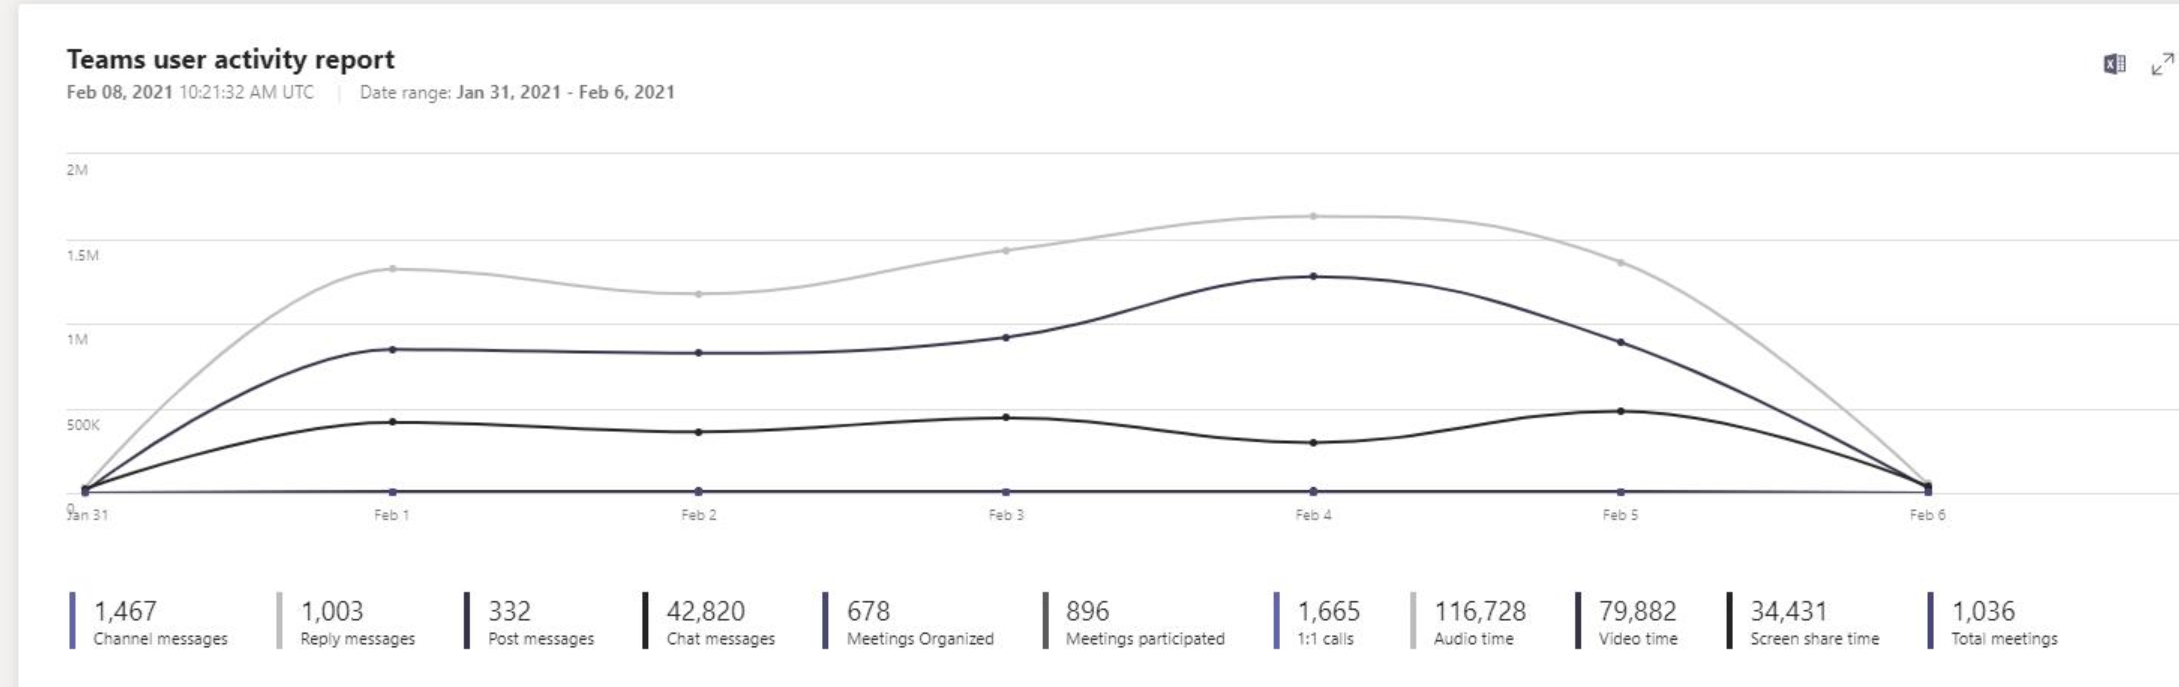 Teams user activity report
Feb 08, 2021 10:21:32 AM UTC | Date range: Jan 31, 2021 - Feb 6, 2021
2M
1.5M
1M
500K
0
Jan 31 Feb 1 Feb 2 Feb 3 Feb 4 Feb 5 Feb 6
1,467 1,003 332 42,820 678 896 1,665 116,728 79,882 34,431 1,036
Channel messages Reply messages Post messages Chat messages Meetings Organized Meetings participated 1:1 calls Audio time Video time Screen share time Total meetings